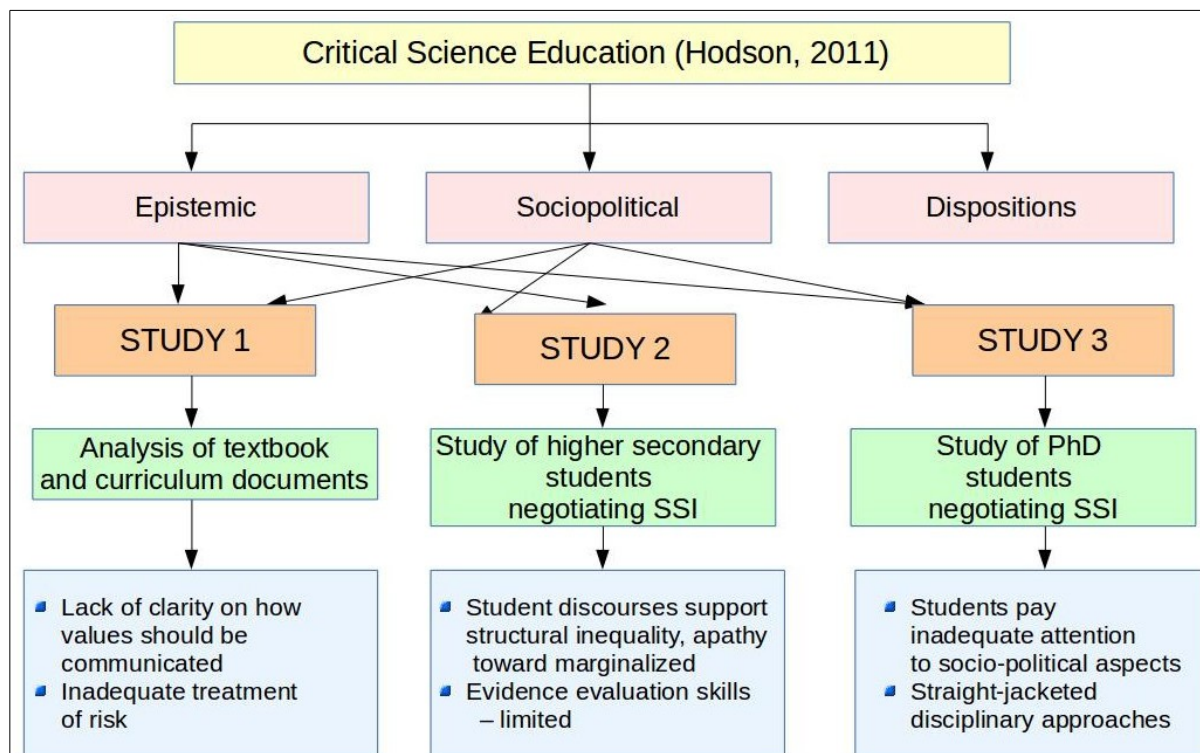 Critical Science Education (Hodson, 2011)
Epistemic
Sociopolitical
Dispositions
STUDY 1
STUDY 2
STUDY 3
Analysis of textbook
and curriculum documents
Study of higher secondary
students
negotiating SSI
Study of PhD
students
negotiating SSI
Lack of clarity on how
values should be
communicated
Inadequate treatment
of risk
Student discourses support
structural inequality, apathy
toward marginalized
Evidence evaluation skills
– limited
Students pay
inadequate attention
to socio-political aspects
Straight-jacketed
disciplinary approaches